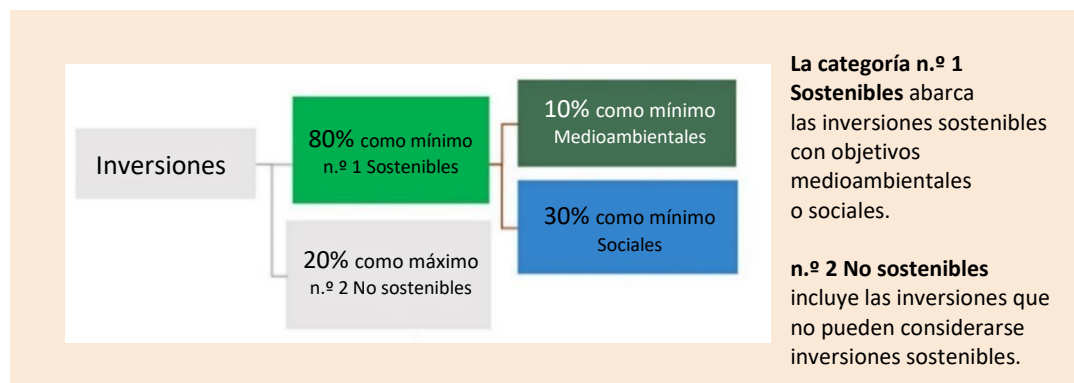 Inversiones
80% como mínimo
n.º 1 Sostenibles
20% como máximo
n.º 2 No sostenibles
10% como mínimo
Medioambientales
30% como mínimo
Sociales
La categoría n.º 1
Sostenibles abarca
las inversiones sostenibles
con objetivos
medioambientales
o sociales.
n.º 2 No sostenibles
incluye las inversiones que
no pueden considerarse
inversiones sostenibles.